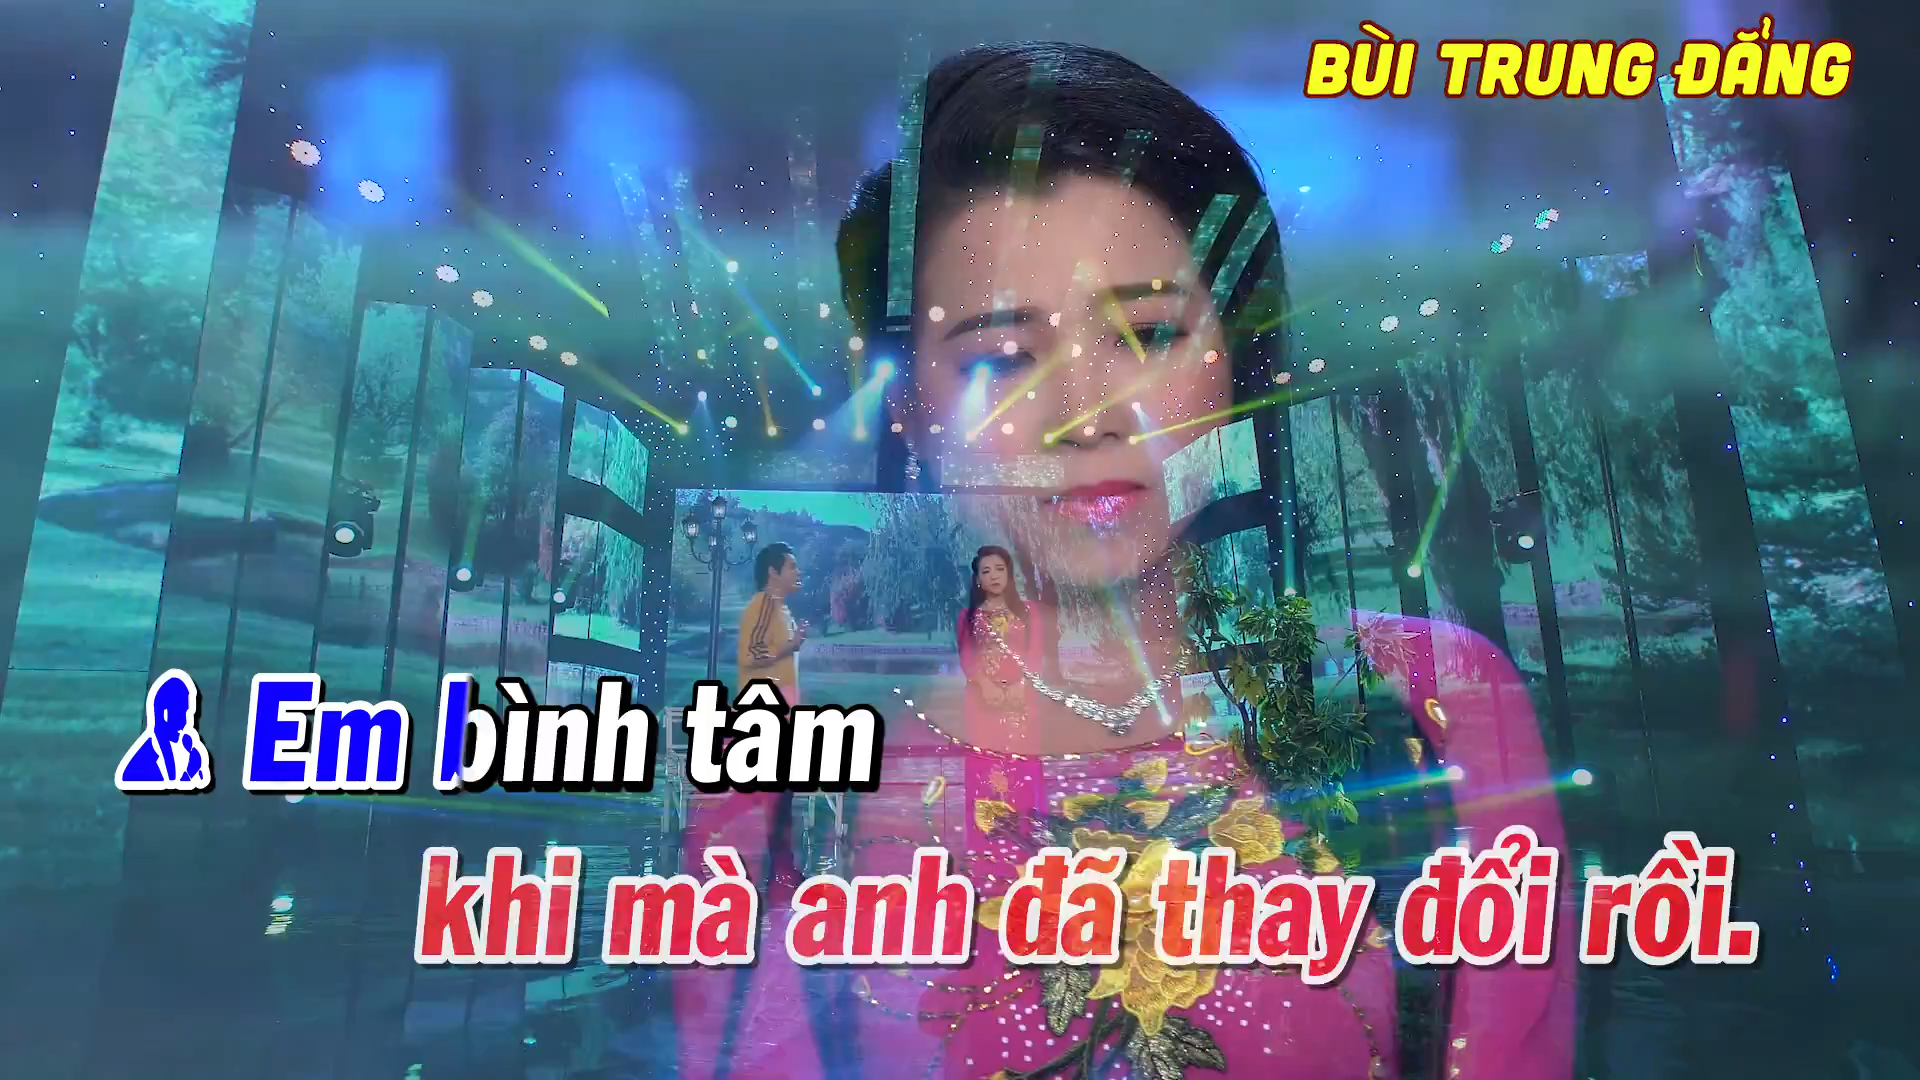 BÙI TRUNG ĐẲNG
Em bình tâm
khi mà anh đã thay đổi rồi.